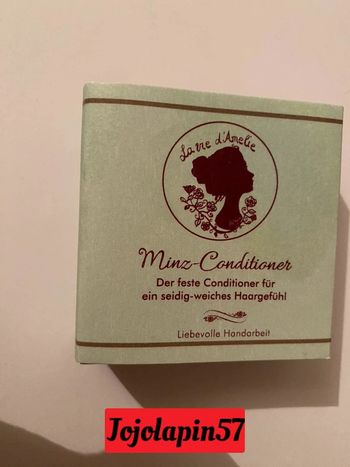 La vie d'Amélie
Minz-Conditioner
Der feste Conditioner für
ein seidig-weiches Haargefühl
Liebevolle Handarbeit
Jojolapin57